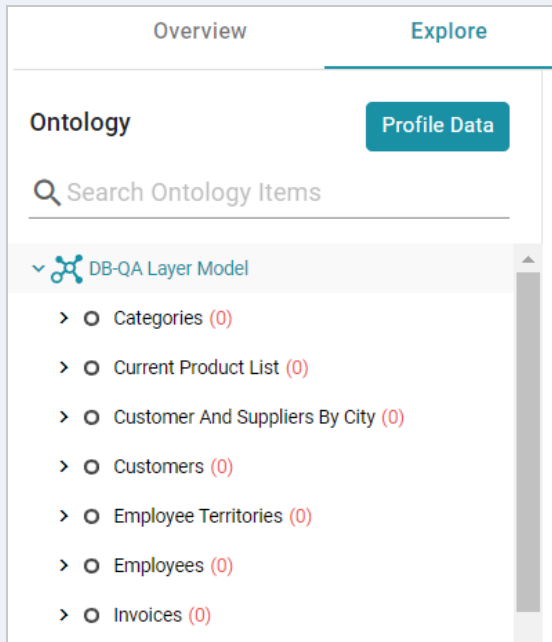 Overview Explore
Ontology Profile Data
Search Ontology Items
DB-QA Layer Model
Categories (0)
Current Product List (0)
Customer And Suppliers By City (0)
Customers (0)
Employee Territories (0)
Employees (0)
Invoices (0)